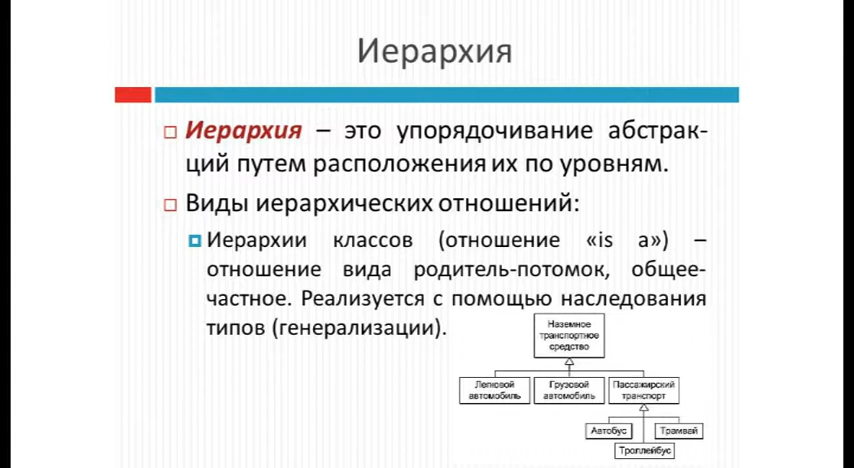 Иерархия
Иерархия – это упорядочивание абстрак-
ций путем расположения их по уровням.
Виды иерархических отношений:
Иерархии классов (отношение «is a») –
отношение вида родитель-потомок, общее-
частное. Реализуется с помощью наследования
типов (генерализации).
Наземное
транспортное
средство
Легковой
автомобиль
Грузовой
автомобиль
Пассажирский
транспорт
Автобус
Трамвай
Троллейбус